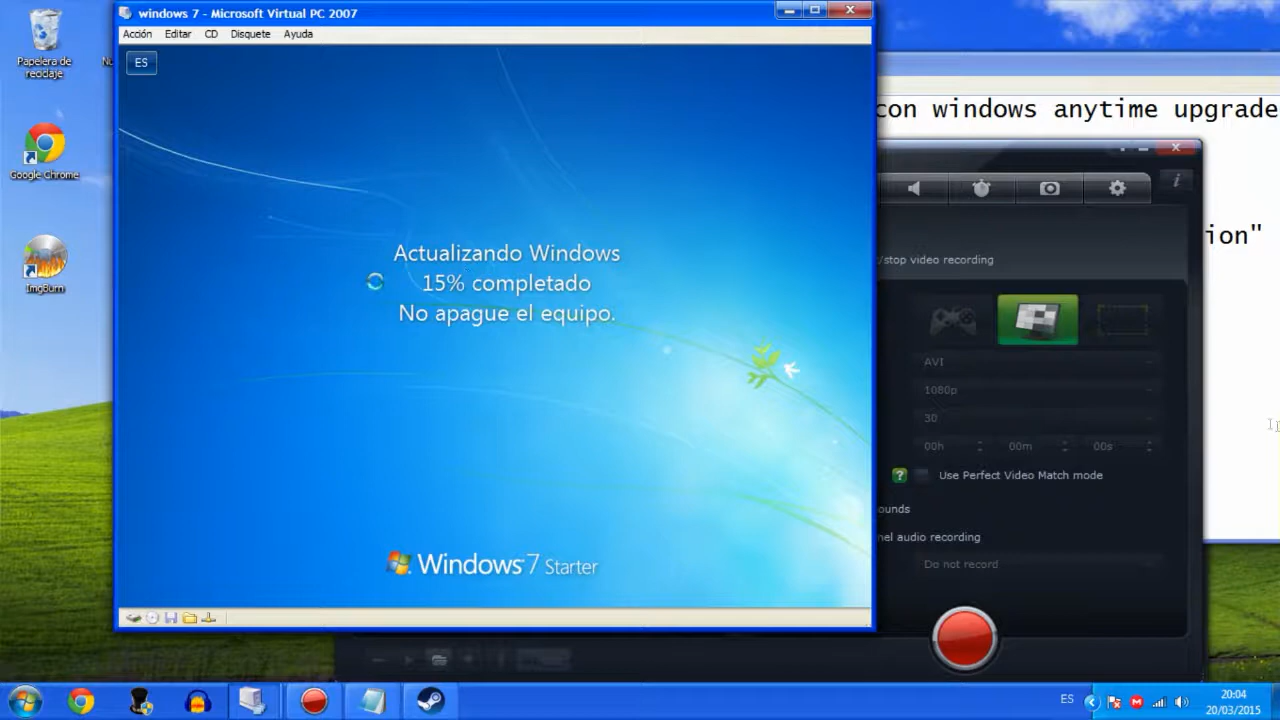 windows 7 - Microsoft Virtual PC 2007
Acción Editar CD Disquete Ayuda
Papelera de
reciclaje
Google Chrome
ImgBurn
ES
Actualizando Windows
15% completado
No apague el equipo.
Windows 7 Starter
con windows anytime upgrade
ion"
i
/stop video recording
AVI
1080p
30
00h 00m 00s
? Use Perfect Video Match mode
ounds
nel audio recording
Do not record
ES
20:04
20/03/2015